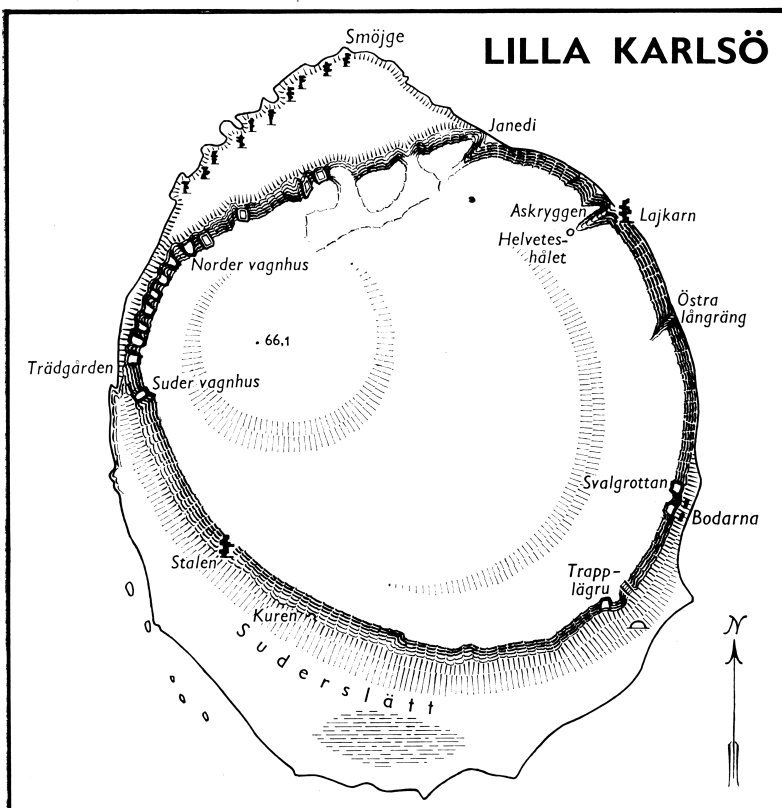 LILLA KARLSÖ
Smöjge
Janedi
Askryggen
Lajkarn
Helvetes-
hålet
Norder vagnhus
Östra
långräng
66,1
Trädgården
Suder vagnhus
Svalgrottan
Bodarna
Stalen
Trapp-
lägru
Kuren
Suderslätt
N